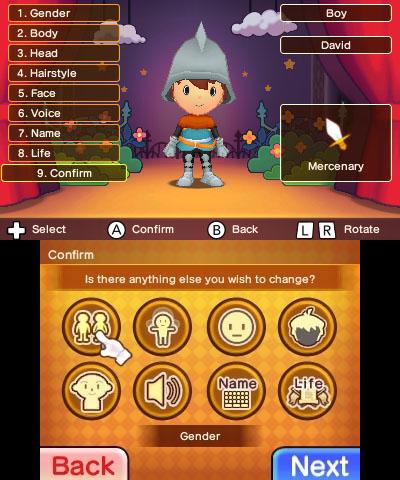 1. Gender
2. Body
3. Head
4. Hairstyle
5. Face
6. Voice
7. Name
8. Life
9. Confirm
Boy
David
Mercenary
Select
A Confirm
B Back
L R Rotate
Confirm
Is there anything else you wish to change?
Name
Life
Gender
Back
Next